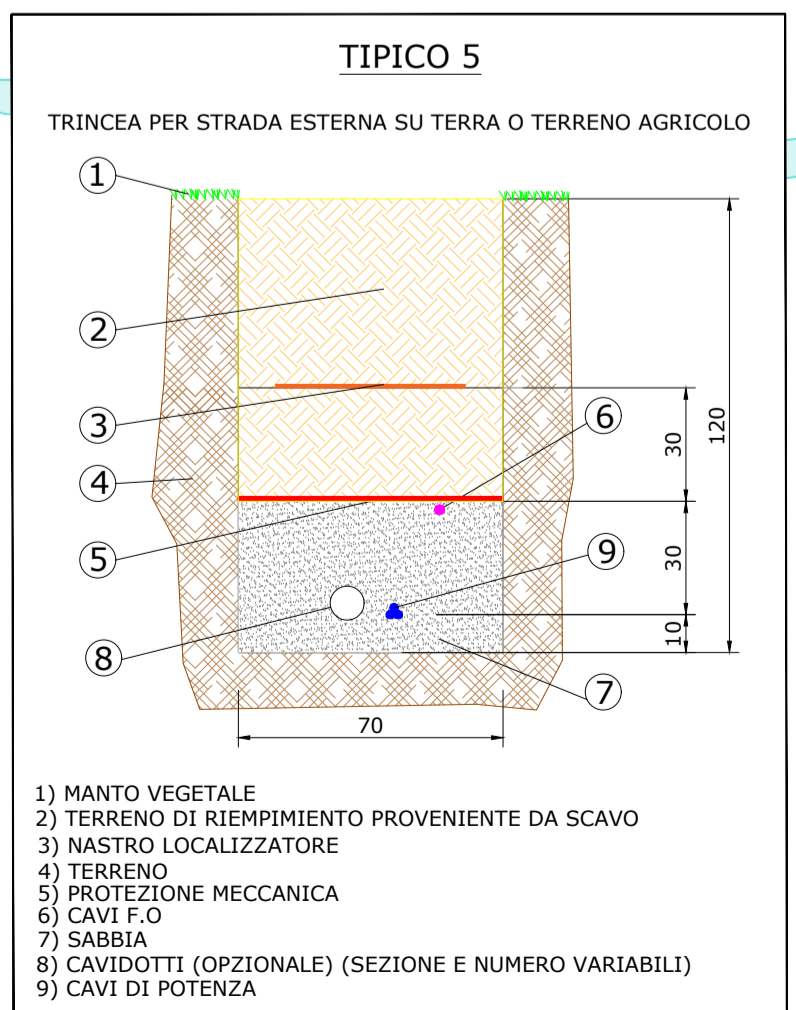 TIPICO 5
TRINCEA PER STRADA ESTERNA SU TERRA O TERRENO AGRICOLO
1
2
3
4
5
6
7
8
9
30
120
30
10
70
1) MANTO VEGETALE
2) TERRENO DI RIEMPIMENTO PROVENIENTE DA SCAVO
3) NASTRO LOCALIZZATORE
4) TERRENO
5) PROTEZIONE MECCANICA
6) CAVI F.O
7) SABBIA
8) CAVIDOTTI (OPZIONALE) (SEZIONE E NUMERO VARIABILI)
9) CAVI DI POTENZA